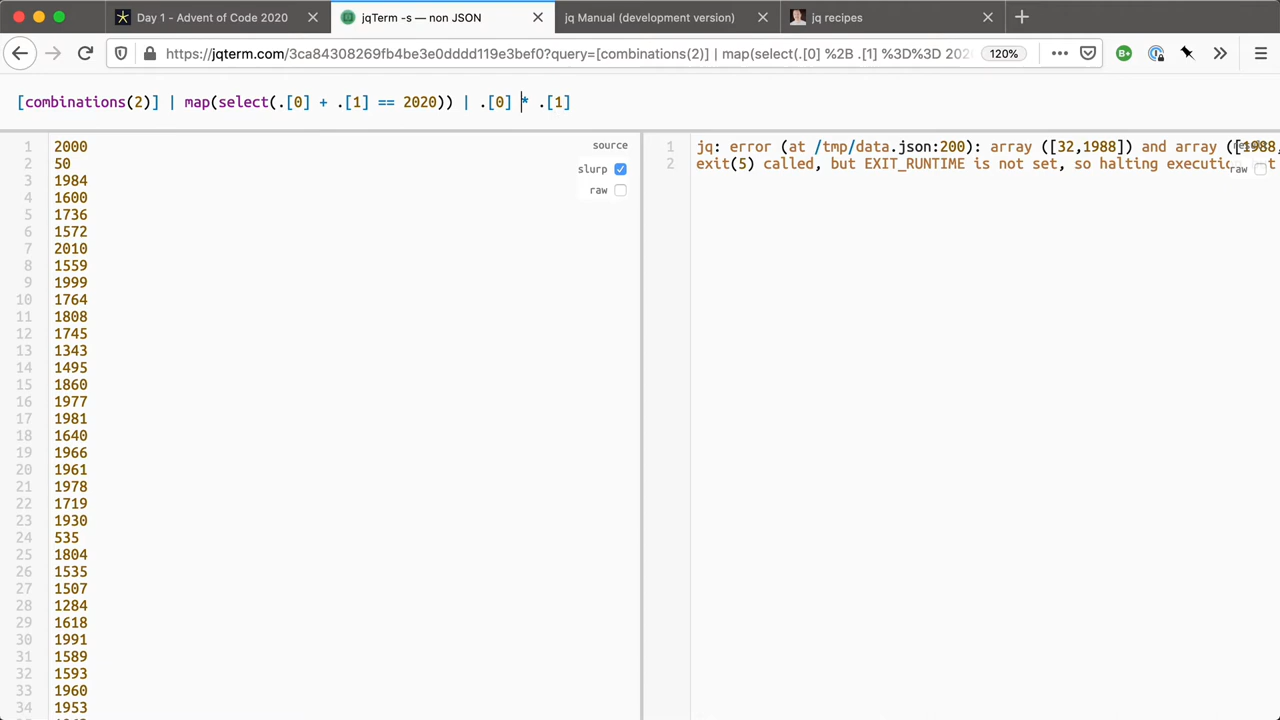 Day 1 - Advent of Code 2020
jqTerm -s — non JSON
jq Manual (development version)
jq recipes
https://jqterm.com/3ca84308269fb4be3e0dddd119e3bef0?query=[combinations(2)] | map(select(.[0] %2B .[1] %3D%3D 202
120%
[combinations(2)] | map(select(.[0] + .[1] == 2020)) | .[0] * .[1]
source
slurp
raw
1 2000
2 50
3 1984
4 1600
5 1736
6 1572
7 2010
8 1559
9 1999
10 1764
11 1808
12 1745
13 1343
14 1495
15 1860
16 1977
17 1981
18 1640
19 1966
20 1961
21 1978
22 1719
23 1930
24 535
25 1804
26 1535
27 1507
28 1284
29 1618
30 1991
31 1589
32 1593
33 1960
34 1953
1 jq: error (at /tmp/data.json:200): array ([32,1988]) and array ([1988,
2 exit(5) called, but EXIT_RUNTIME is not set, so halting
raw